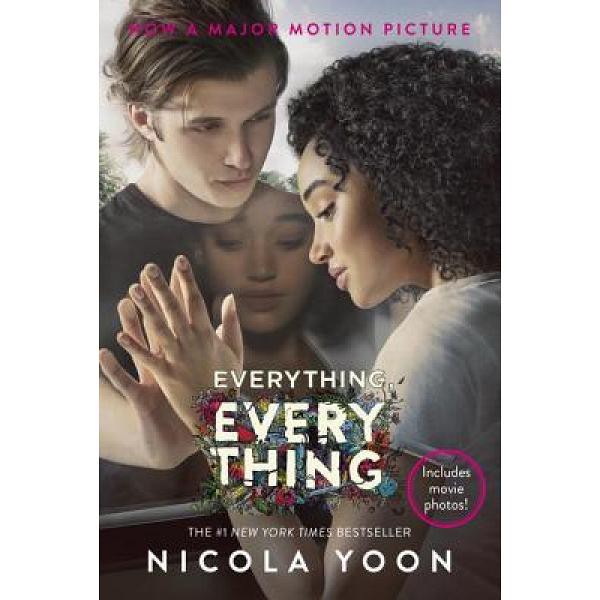 NOW A MAJOR MOTION PICTURE
EVERYTHING,
EVERY
THING
Includes
movie
photos!
THE #1 NEW YORK TIMES BESTSELLER
NICOLA YOON